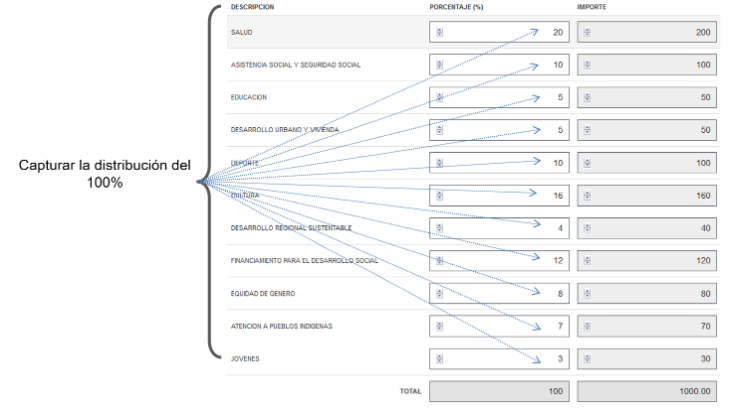 DESCRIPCION PORCENTAJE (%) IMPORTE
SALUD 20 200
ASISTENCIA SOCIAL Y SEGURIDAD SOCIAL 10 100
EDUCACION 5 50
DESARROLLO URBANO Y VIVIENDA 5 50
DEPORTE 10 100
Capturar la distribución del
100%
CULTURA 16 160
DESARROLLO REGIONAL SUSTENTABLE 4 40
FINANCIAMIENTO PARA EL DESARROLLO SOCIAL 12 120
EQUIDAD DE GENERO 8 80
ATENCION A PUEBLOS INDIGENAS 7 70
JOVENES 3 30
TOTAL 100 1000.00